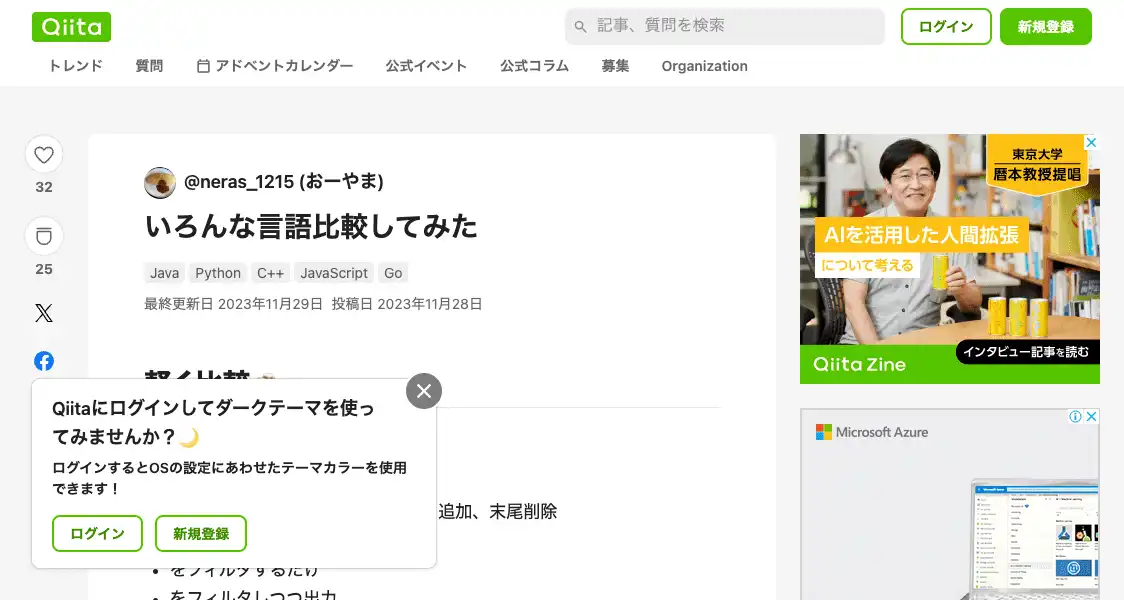 Qiita
記事、質問を検索
ログイン
新規登録
トレンド
質問
アドベントカレンダー
公式イベント
公式コラム
募集
Organization
32
25
@neras_1215 (おーやま)
いろんな言語比較してみた
Java
Python
C++
JavaScript
Go
最終更新日 2023年11月29日 投稿日 2023年11月28日
Qiitaにログインしてダークテーマを使っ
てみませんか？🌙
ログインするとOSの設定にあわせたテーマカラーを使用
できます！
ログイン
新規登録
追加、末尾削除
をフィルタするだけ
をフィルタしつつ出力
東京大学
暦本教授提唱
AIを活用した人間拡張
について考える
インタビュー記事を読む
Qiita Zine
Microsoft Azure